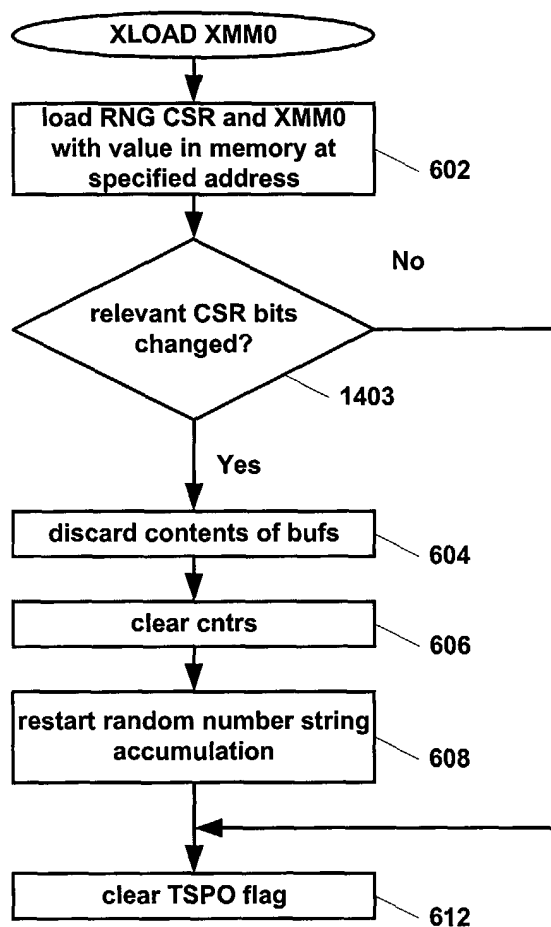 XLOAD XMM0
load RNG CSR and XMM0
with value in memory at
specified address
602
No
relevant CSR bits
changed?
1403
Yes
discard contents of bufs
604
clear cntrs
606
restart random number string
accumulation
608
clear TSPO flag
612